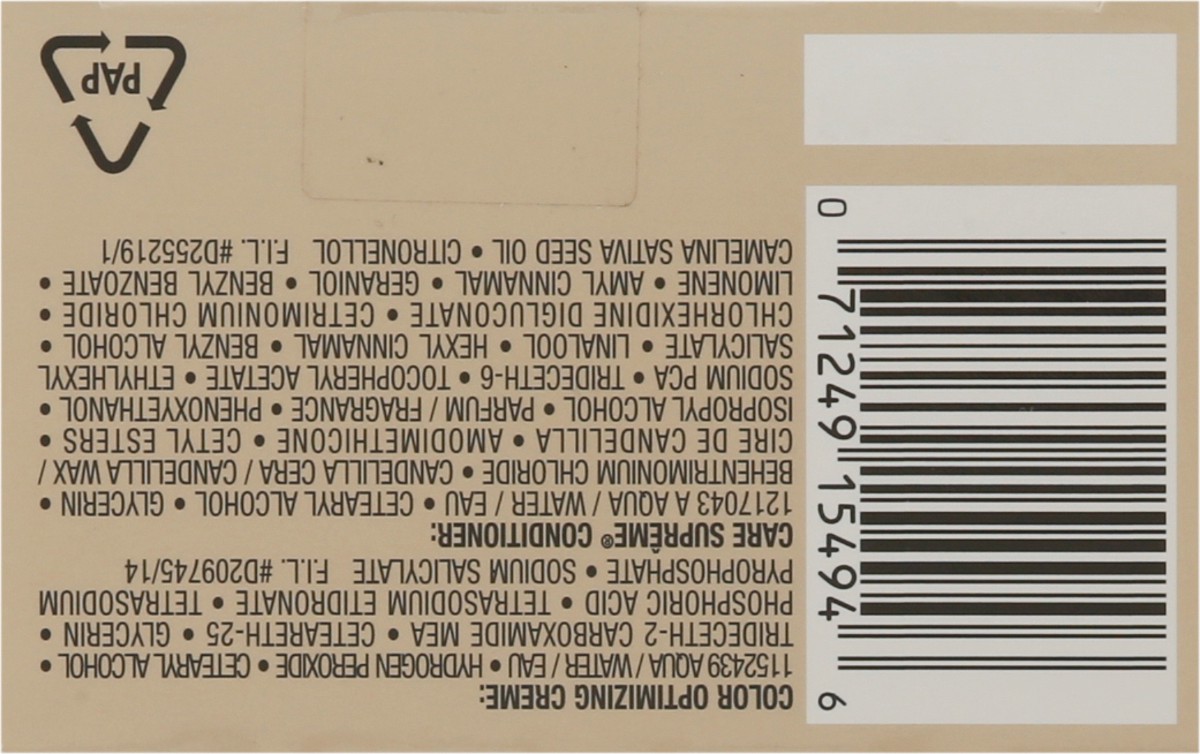 COLOR OPTIMIZING CREME:
1152439 AQUA / WATER / EAU • HYDROGEN PEROXIDE • CETEARYL ALCOHOL •
TRIDECETH-2 CARBOXAMIDE MEA • CETEARETH-25 • GLYCERIN •
PHOSPHORIC ACID • TETRASODIUM ETIDRONATE • TETRASODIUM
PYROPHOSPHATE • SODIUM SALICYLATE F.I.L. #D209745/14
CARE SUPRÊME® CONDITIONER:
1217043 A AQUA / WATER / EAU • CETEARYL ALCOHOL • GLYCERIN •
BEHENTRIMONIUM CHLORIDE • CANDELILLA CERA / CANDELILLA WAX /
CIRE DE CANDELILLA • AMODIMETHICONE • CETYL ESTERS •
ISOPROPYL ALCOHOL • PARFUM / FRAGRANCE • PHENOXYETHANOL •
SODIUM PCA • TRIDECETH-6 • TOCOPHERYL ACETATE • ETHYLHEXYL
SALICYLATE • LINALOOL • HEXYL CINNAMAL • BENZYL ALCOHOL •
CHLORHEXIDINE DIGLUCONATE • CETRIMONIUM CHLORIDE •
LIMONENE • AMYL CINNAMAL • GERANIOL • BENZYL BENZOATE •
CAMELINA SATIVA SEED OIL • CITRONELLOL F.I.L. #D255219/1
PAP
0 71249 15494 6